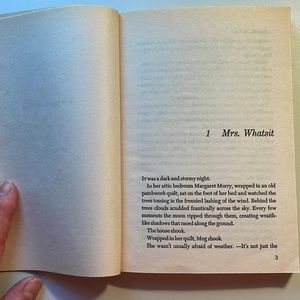 1 Mrs. Whatsit
It was a dark and stormy night.
In her attic bedroom Margaret Murry, wrapped in an old
patchwork quilt, sat on the foot of her bed and watched the
trees tossing in the frenzied lashing of the wind. Behind the
trees clouds scudded frantically across the sky. Every few
moments the moon ripped through them, creating wraith-
like shadows that raced along the ground.
The house shook.
Wrapped in her quilt, Meg shook.
She wasn't usually afraid of weather. —It's not just the
3